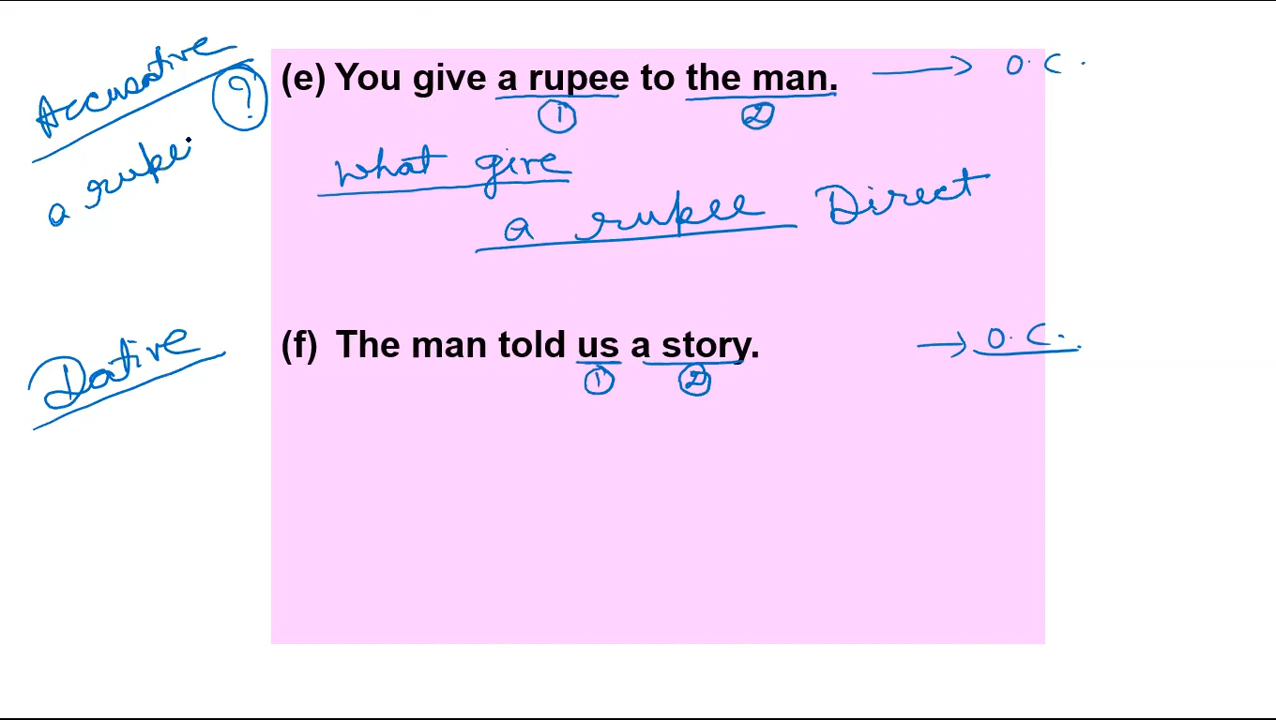 Accusative ?
a rupe
(e) You give a rupee to the man. → O.C.
① ②
What give
a rupee Direct
Dative
(f) The man told us a story. → O.C.
① ②